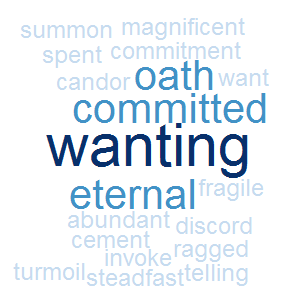 summon magnificent
spent commitment
candor oath want
committed
wanting
eternal fragile
abundant discord
cement ragged
invoke
turmoil steadfast telling